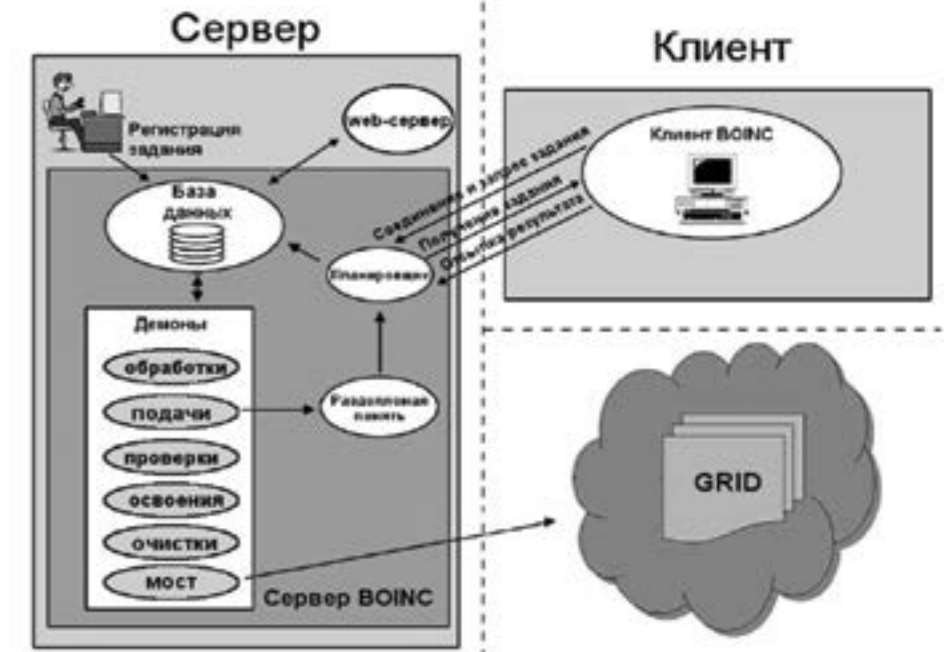 Сервер
Клиент
Регистрация
задания
web-сервер
Клиент BOINC
Соединение и запрос задания
Получение задания
Отсылка результата
База
данных
Планировщик
Демоны
обработки
подачи
проверки
освоения
очистки
мост
Разделяемая
память
Сервер BOINC
GRID